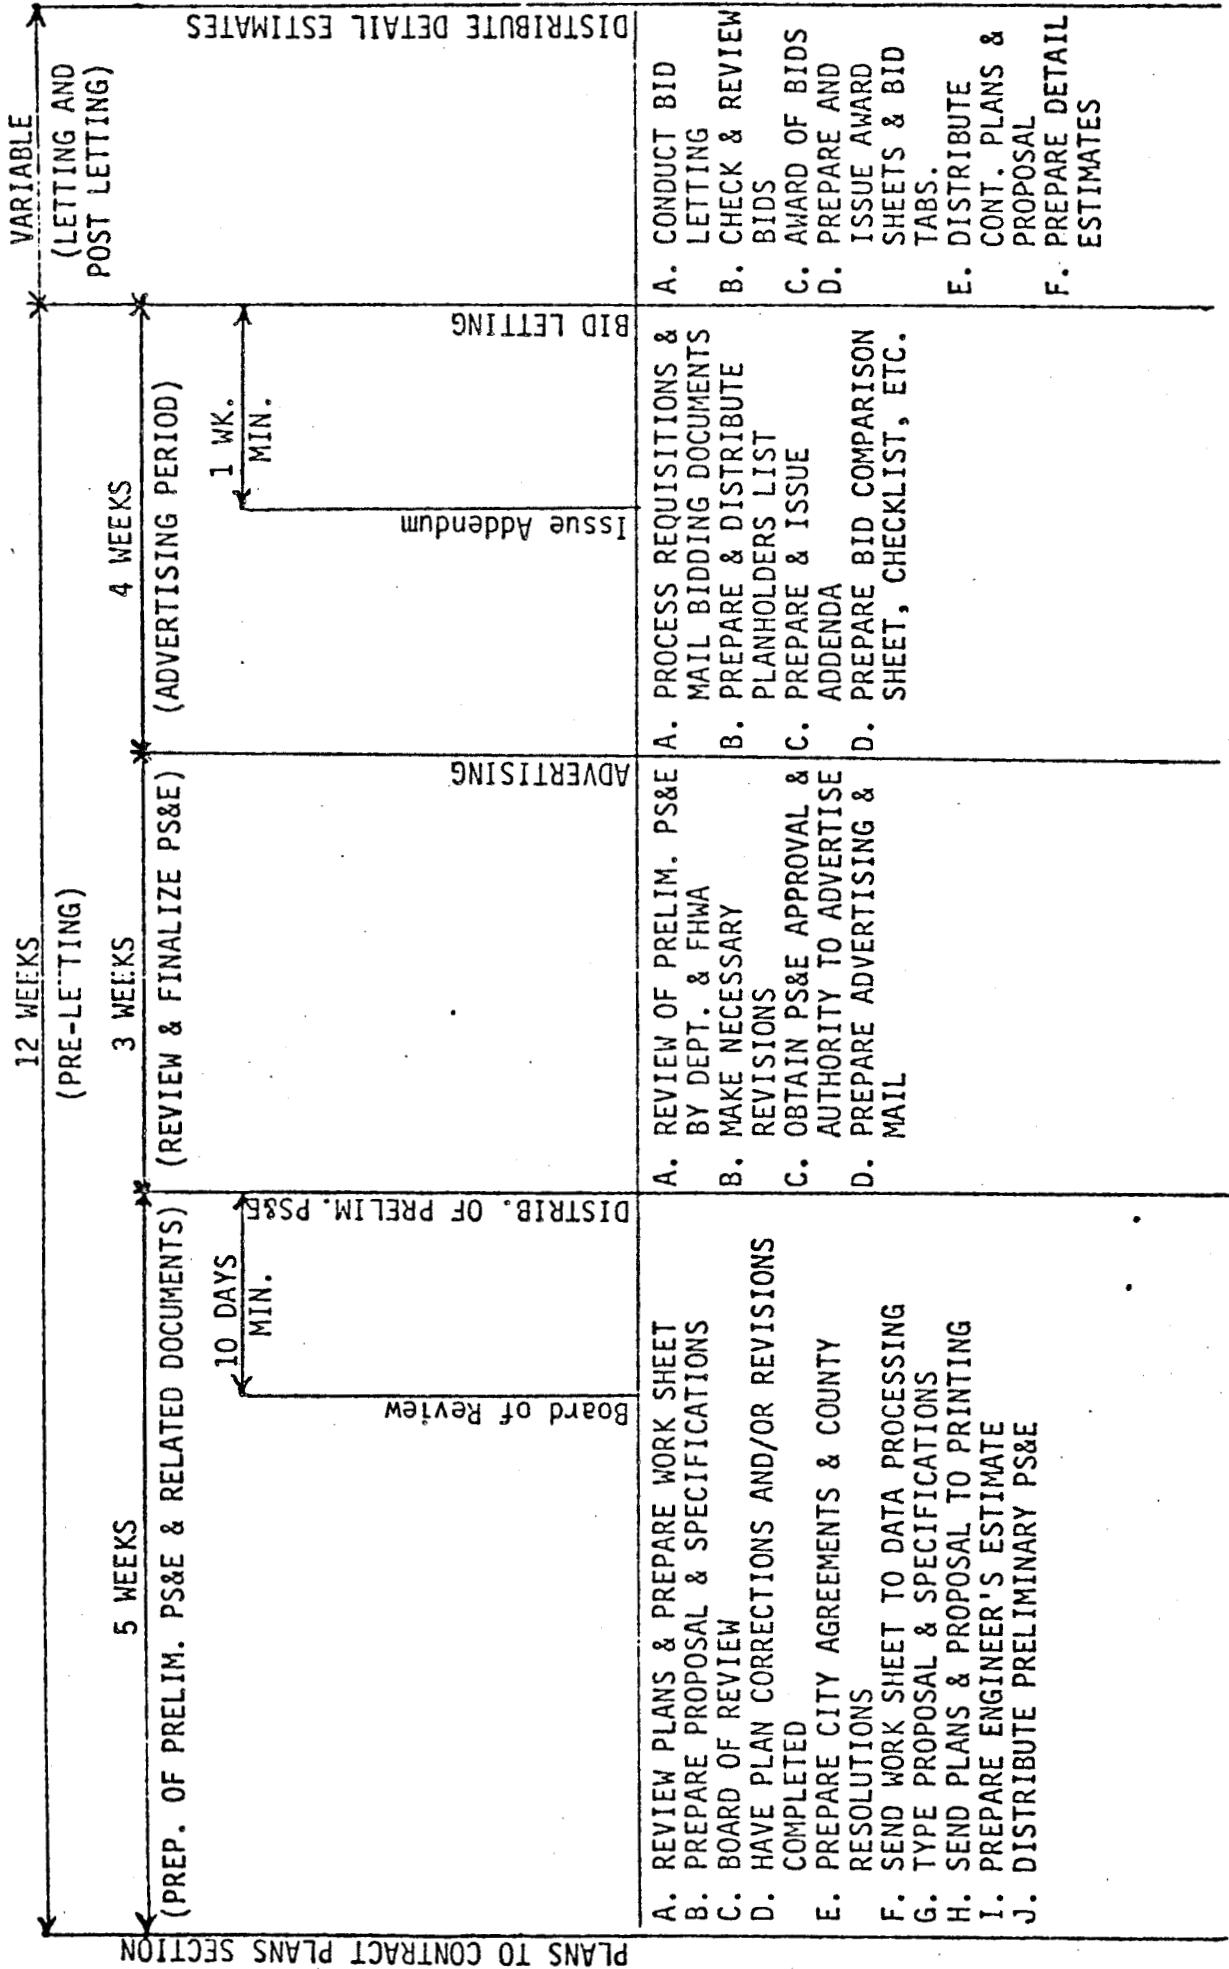 12 WEEKS
(PRE-LETTING)
VARIABLE
(LETTING AND
POST LETTING)
5 WEEKS
(PREP. OF PRELIM. PS&E & RELATED DOCUMENTS)
3 WEEKS
(REVIEW & FINALIZE PS&E)
4 WEEKS
(ADVERTISING PERIOD)
10 DAYS
MIN.
1 WK.
MIN.
PLANS TO CONTRACT PLANS SECTION
Board of Review
DISTRIB. OF PRELIM. PS&E
ADVERTISING
Issue Addendum
BID LETTING
DISTRIBUTE DETAIL ESTIMATES
A. REVIEW PLANS & PREPARE WORK SHEET
B. PREPARE PROPOSAL & SPECIFICATIONS
C. BOARD OF REVIEW
D. HAVE PLAN CORRECTIONS AND/OR REVISIONS
COMPLETED
E. PREPARE CITY AGREEMENTS & COUNTY
RESOLUTIONS
F. SEND WORK SHEET TO DATA PROCESSING
G. TYPE PROPOSAL & SPECIFICATIONS
H. SEND PLANS & PROPOSAL TO PRINTING
I. PREPARE ENGINEER'S ESTIMATE
J. DISTRIBUTE PRELIMINARY PS&E
A. REVIEW OF PRELIM. PS&E
BY DEPT. & FHWA
B. MAKE NECESSARY
REVISIONS
C. OBTAIN PS&E APPROVAL &
AUTHORITY TO ADVERTISE
D. PREPARE ADVERTISING &
MAIL
A. PROCESS REQUISITIONS &
MAIL BIDDING DOCUMENTS
B. PREPARE & DISTRIBUTE
PLANHOLDERS LIST
C. PREPARE & ISSUE
ADDENDA
D. PREPARE BID COMPARISON
SHEET, CHECKLIST, ETC.
A. CONDUCT BID
LETTING
B. CHECK & REVIEW
BIDS
C. AWARD OF BIDS
D. PREPARE AND
ISSUE AWARD
SHEETS & BID
TABS.
E. DISTRIBUTE
CONT. PLANS &
PROPOSAL
F. PREPARE DETAIL
ESTIMATES